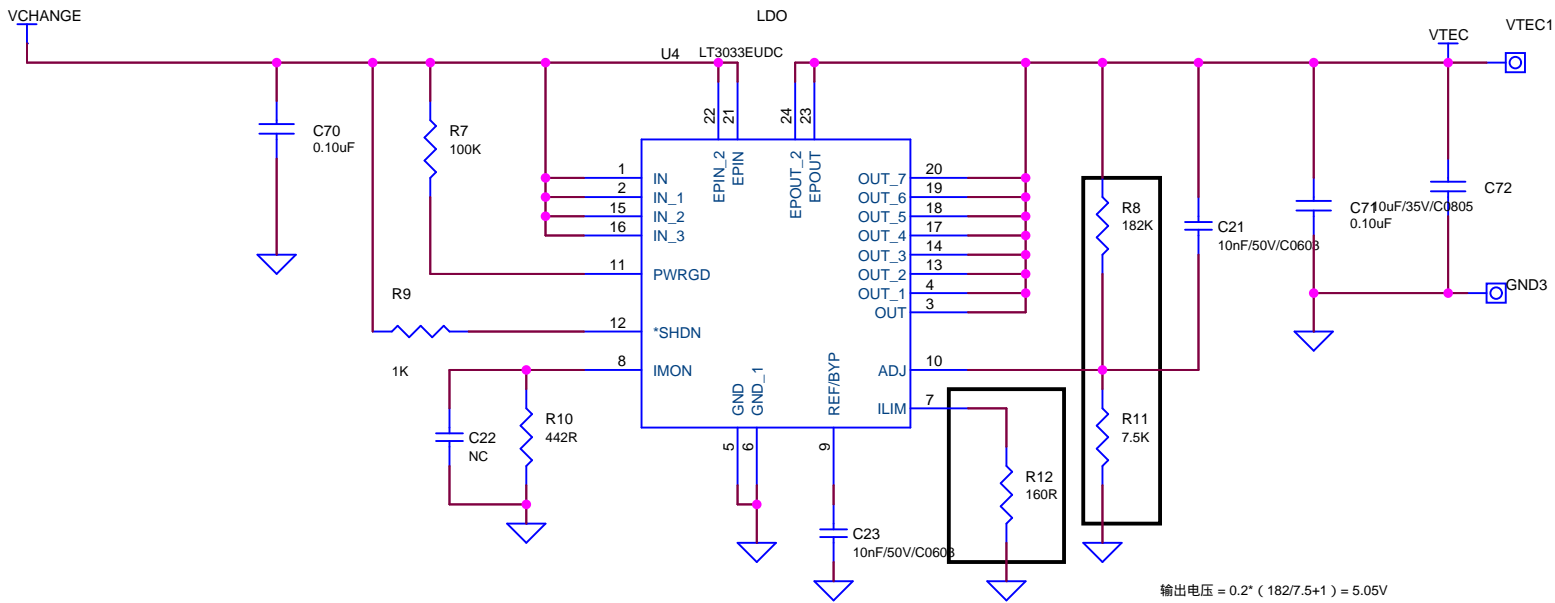 VCHANGE
LDO
VTEC1
VTEC
U4
LT3033EUDC
22
21
24
23
C70
0.10uF
R7
100K
EPIN_2
EPIN
EPOUT_2
EPOUT
1
IN
2
IN_1
15
IN_2
16
IN_3
11
PWRGD
12
*SHDN
8
IMON
OUT_7
20
OUT_6
19
OUT_5
18
OUT_4
17
OUT_3
14
OUT_2
13
OUT_1
4
OUT
3
ADJ
10
ILIM
7
GND
GND_1
REF/BYP
5
6
9
R8
182K
C21
10nF/50V/C0603
C71
0.10uF
10uF/35V/C0805
C72
GND3
R9
1K
C22
NC
R10
442R
R11
7.5K
R12
160R
C23
10nF/50V/C0603
输出电压 = 0.2* ( 182/7.5+1 ) = 5.05V